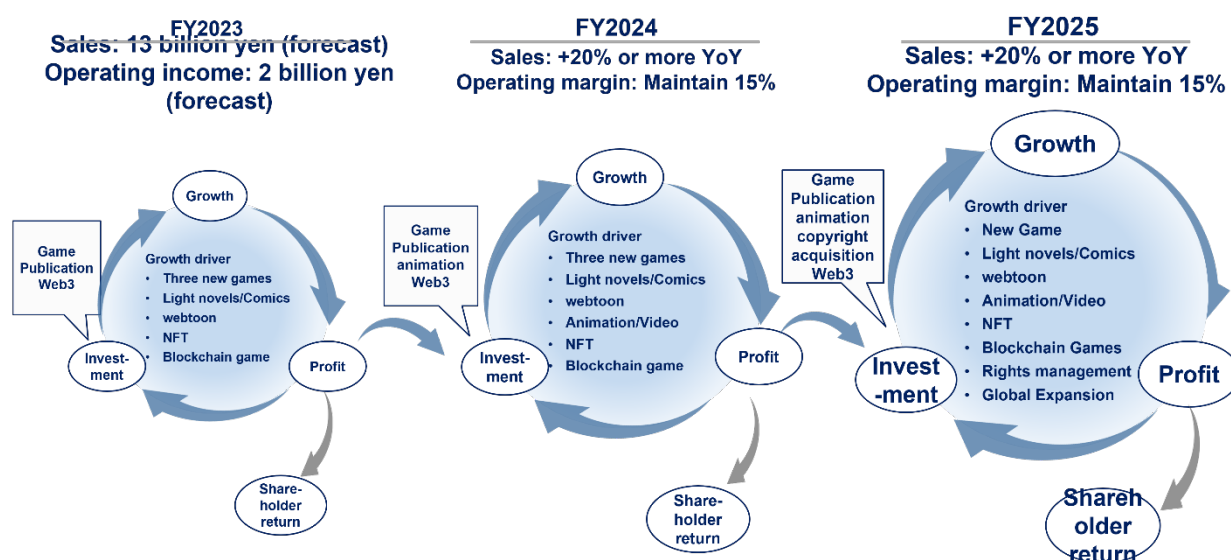 FY2023
Sales: 13 billion yen (forecast)
Operating income: 2 billion yen
(forecast)
Growth
Game
Publication
Web3
Growth driver
• Three new games
• Light novels/Comics
• webtoon
• NFT
• Blockchain game
Invest-
ment
Profit
Share-
holder
return
FY2024
Sales: +20% or more YoY
Operating margin: Maintain 15%
Growth
Game
Publication
animation
Web3
Growth driver
• Three new games
• Light novels/Comics
• webtoon
• Animation/Video
• NFT
• Blockchain game
Invest-
ment
Profit
Share-
holder
return
FY2025
Sales: +20% or more YoY
Operating margin: Maintain 15%
Growth
Game
Publication
animation
copyright
acquisition
Web3
Growth driver
• New Game
• Light novels/Comics
• webtoon
• Animation/Video
• NFT
• Blockchain Games
• Rights management
• Global Expansion
Invest
-ment
Profit
Shareh
older
return